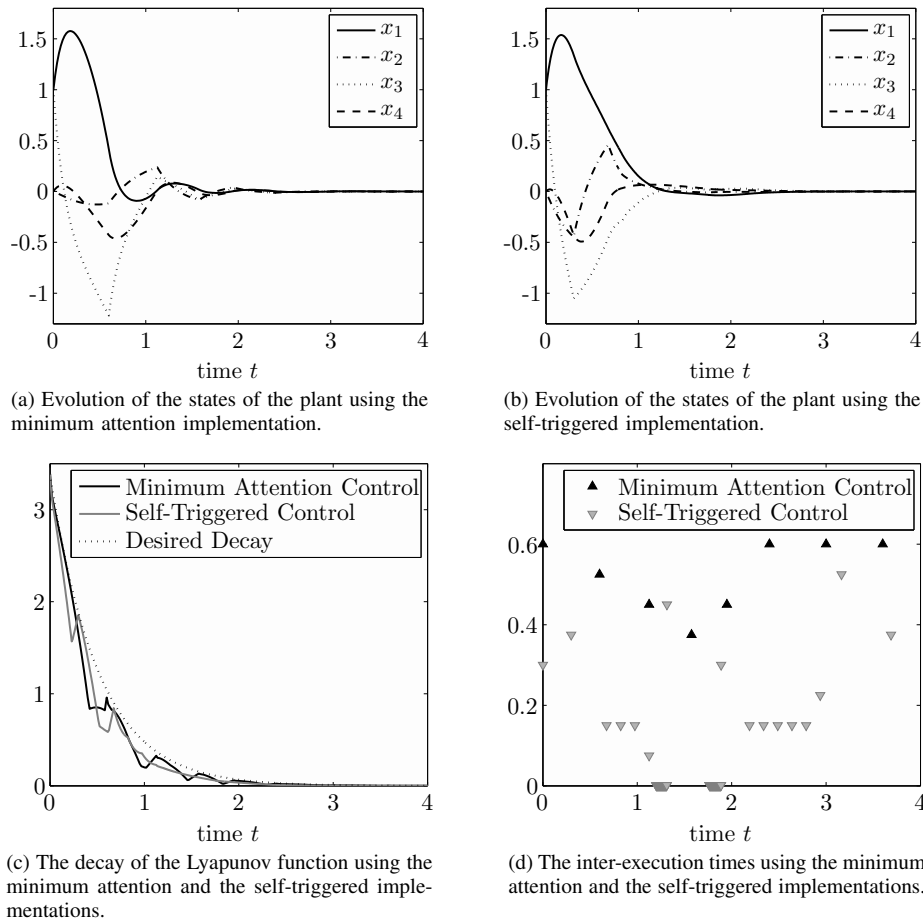 1.5
1
0.5
0
-0.5
-1
0
1
2
3
4
time t
x1
x2
x3
x4
(a) Evolution of the states of the plant using the
minimum attention implementation.
1.5
1
0.5
0
-0.5
-1
0
1
2
3
4
time t
x1
x2
x3
x4
(b) Evolution of the states of the plant using the
self-triggered implementation.
3
2
1
0
0
1
2
3
4
time t
Minimum Attention Control
Self-Triggered Control
Desired Decay
(c) The decay of the Lyapunov function using the
minimum attention and the self-triggered imple-
mentations.
0.6
0.4
0.2
0
0
1
2
3
4
time t
Minimum Attention Control
Self-Triggered Control
(d) The inter-execution times using the minimum
attention and the self-triggered implementations.